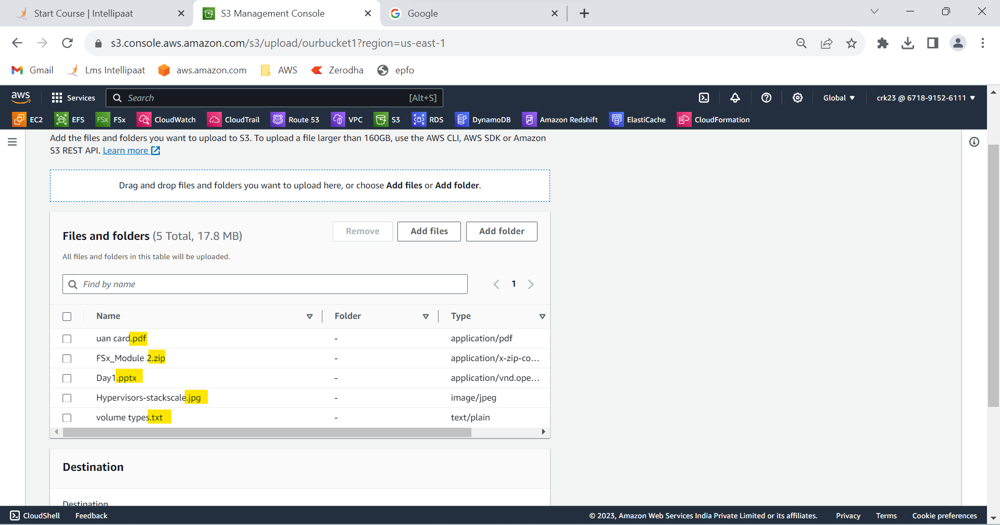 Start Course | Intellipaat
S3 Management Console
Google
s3.console.aws.amazon.com/s3/upload/ourbucket1?region=us-east-1
Gmail
Lms Intellipaat
aws.amazon.com
AWS
Zerodha
epfo
aws
Services
Search
[Alt+S]
Global
crk23 @ 6718-9152-6111
EC2
EFS
FSx
FSx
CloudWatch
CloudTrail
Route 53
VPC
S3
RDS
DynamoDB
Amazon Redshift
ElastiCache
CloudFormation
Add the files and folders you want to upload to S3. To upload a file larger than 160GB, use the AWS CLI, AWS SDK or Amazon
S3 REST API. Learn more
Drag and drop files and folders you want to upload here, or choose Add files or Add folder.
Files and folders (5 Total, 17.8 MB)
Remove
Add files
Add folder
All files and folders in this table will be uploaded.
Find by name
1
Name Folder Type
uan card.pdf - application/pdf
FSx_Module 2.zip - application/x-zip-co...
Day1.pptx - application/vnd.ope...
Hypervisors-stackscale.jpg - image/jpeg
volume types.txt - text/plain
Destination
Destination
CloudShell
Feedback
© 2023, Amazon Web Services India Private Limited or its affiliates.
Privacy
Terms
Cookie preferences